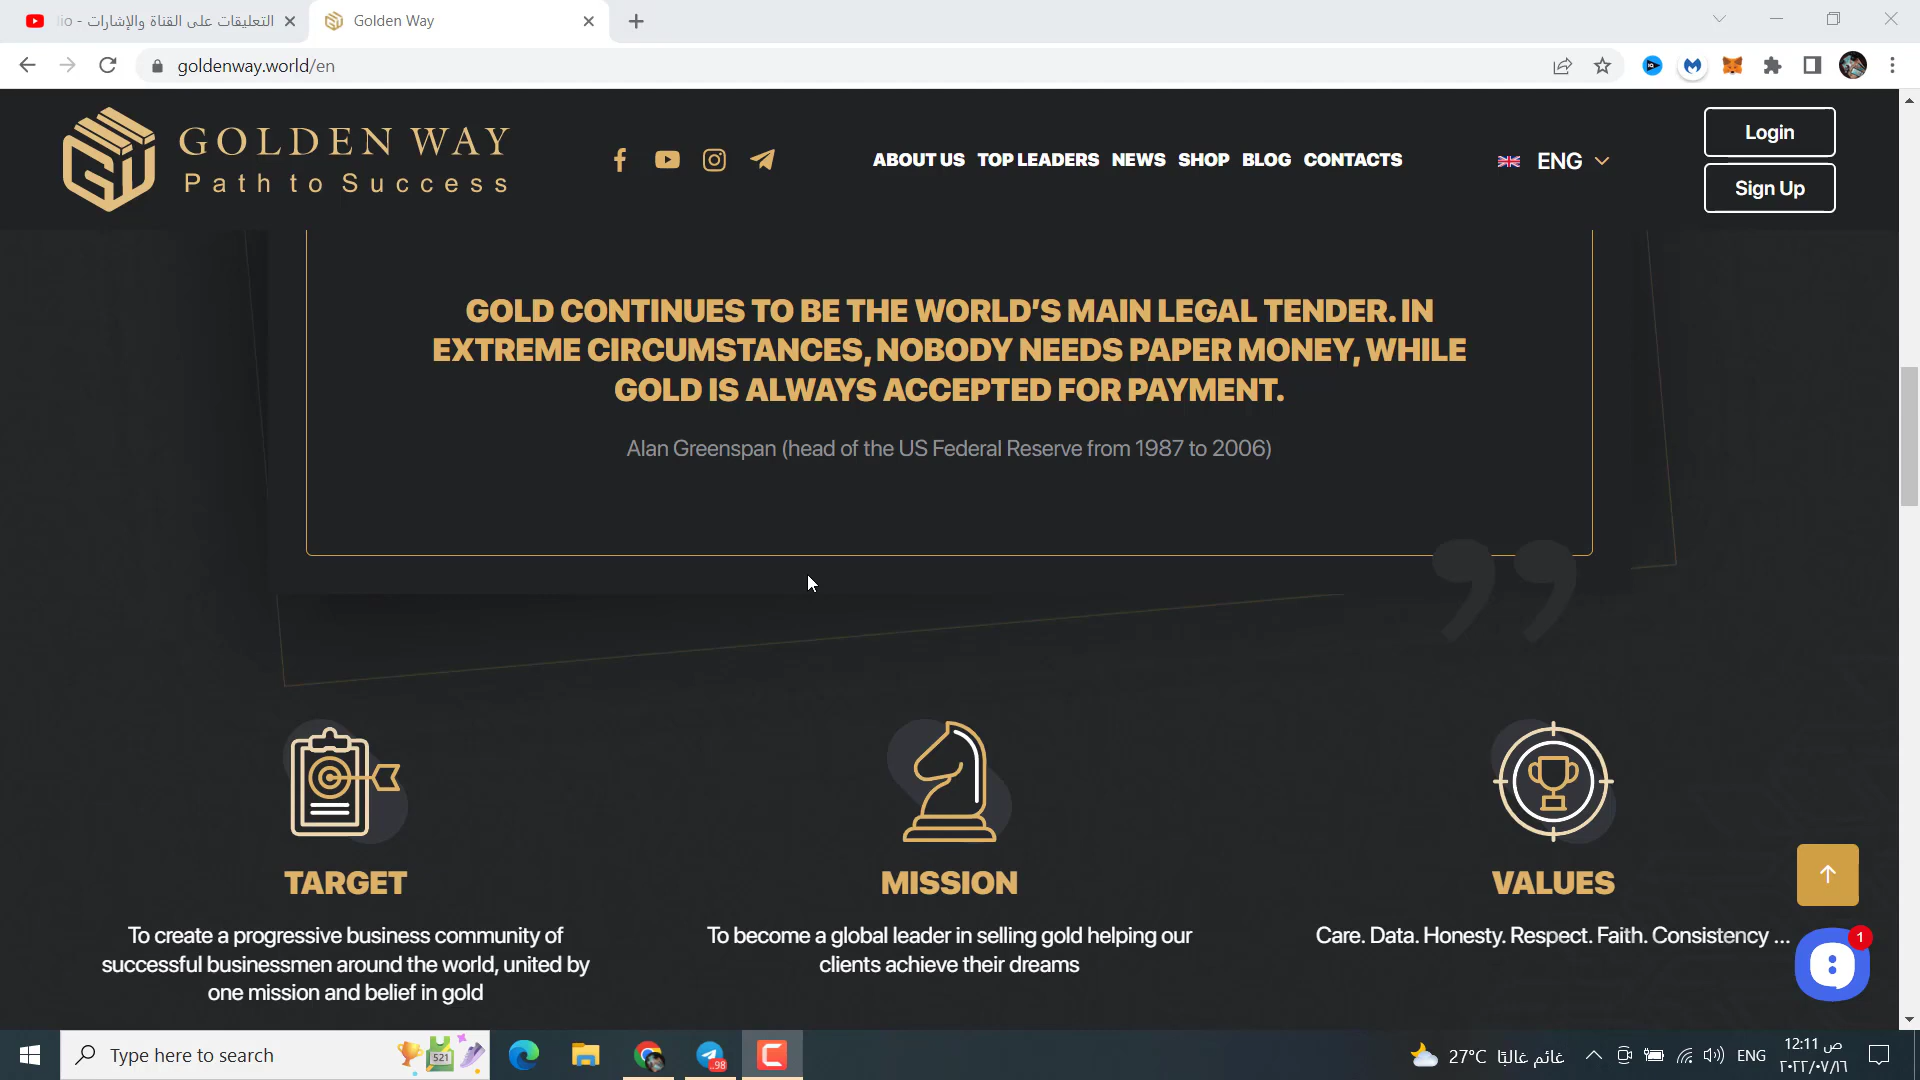 io - التعليقات على القناة والإشارات
Golden Way
goldenway.world/en
GOLDEN WAY
Path to Success
ABOUT US TOP LEADERS NEWS SHOP BLOG CONTACTS
ENG
Login
Sign Up
GOLD CONTINUES TO BE THE WORLD'S MAIN LEGAL TENDER. IN
EXTREME CIRCUMSTANCES, NOBODY NEEDS PAPER MONEY, WHILE
GOLD IS ALWAYS ACCEPTED FOR PAYMENT.
Alan Greenspan (head of the US Federal Reserve from 1987 to 2006)
TARGET
To create a progressive business community of
successful businessmen around the world, united by
one mission and belief in gold
MISSION
To become a global leader in selling gold helping our
clients achieve their dreams
VALUES
Care. Data. Honesty. Respect. Faith. Consistency ...
1
Type here to search
521
98
27°C غائم غالبًا
ENG
12:11 ص
٢٠٢٢/٠٧/١٦